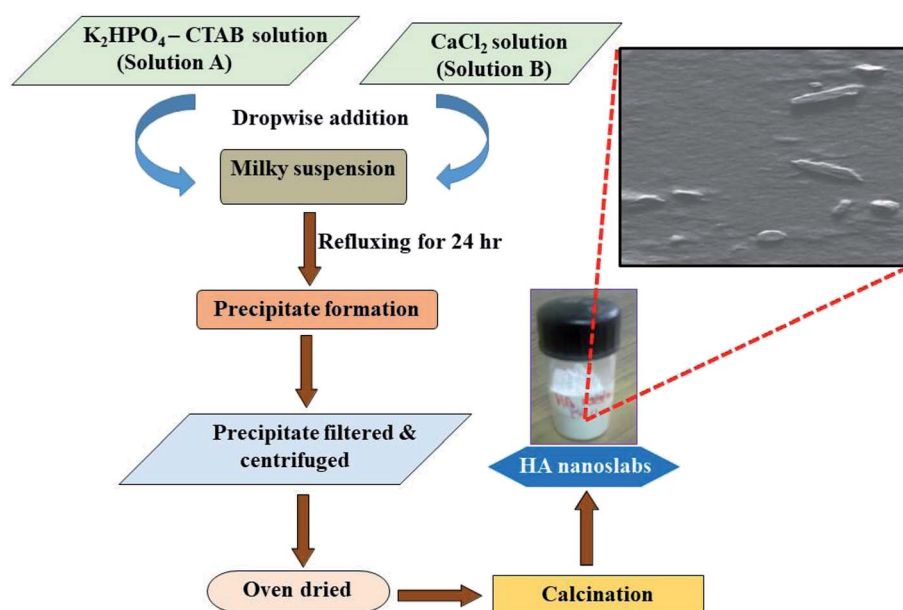 K₂HPO₄ – CTAB solution
(Solution A)
CaCl₂ solution
(Solution B)
Dropwise addition
Milky suspension
Refluxing for 24 hr
Precipitate formation
Precipitate filtered &
centrifuged
HA nanoslabs
Oven dried
Calcination